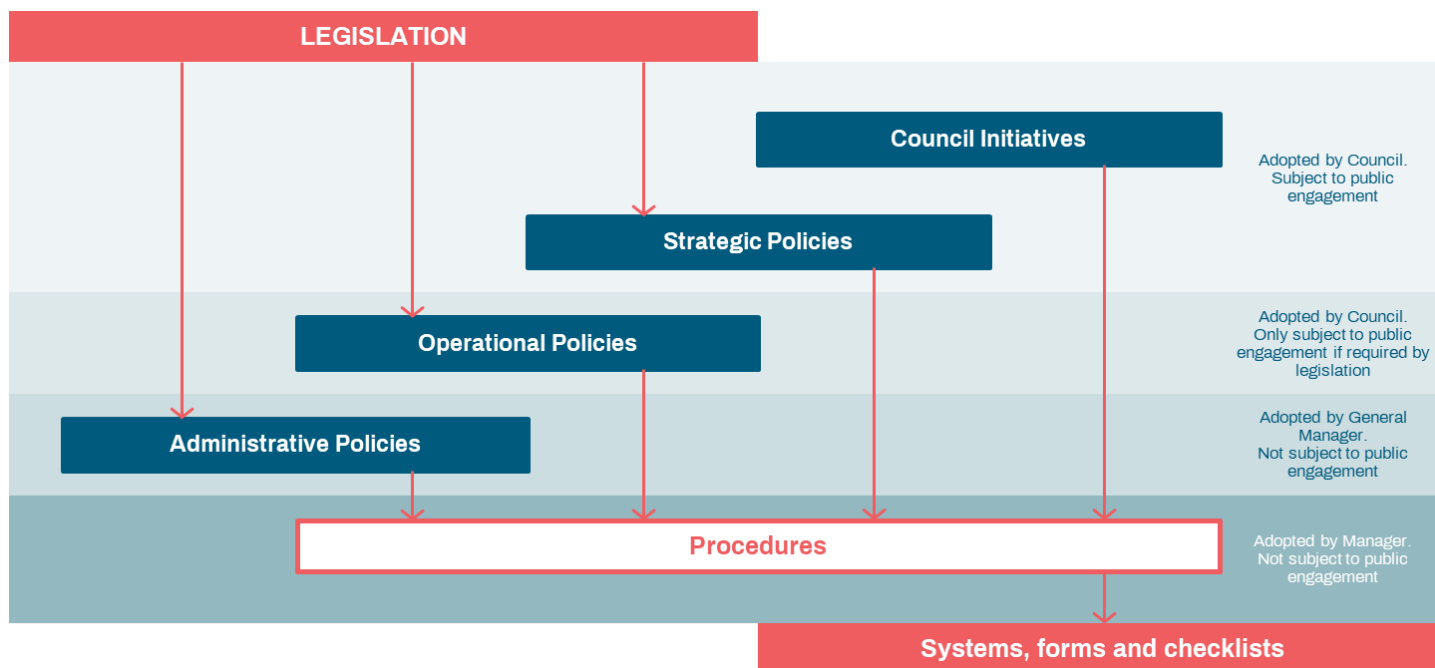 LEGISLATION
Council Initiatives
Adopted by Council.
Subject to public
engagement
Strategic Policies
Operational Policies
Adopted by Council.
Only subject to public
engagement if required by
legislation
Administrative Policies
Adopted by General
Manager.
Not subject to public
engagement
Procedures
Adopted by Manager.
Not subject to public
engagement
Systems, forms and checklists